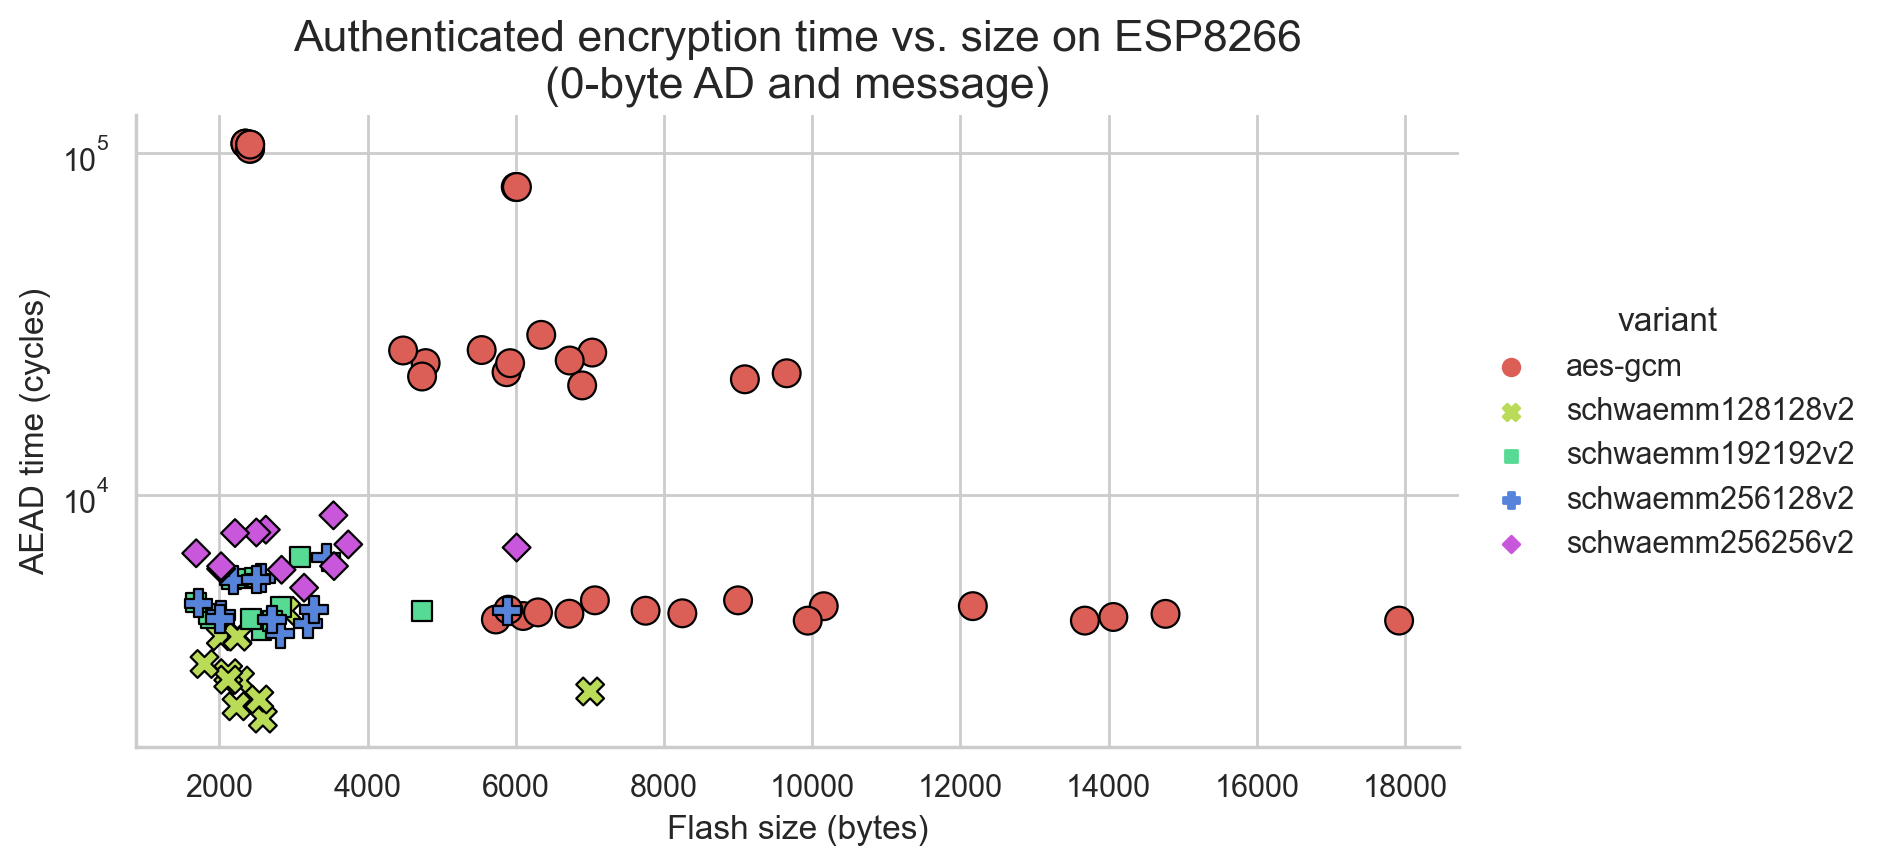 Authenticated encryption time vs. size on ESP8266
(0-byte AD and message)
AEAD time (cycles)
10^5
10^4
2000 4000 6000 8000 10000 12000 14000 16000 18000
Flash size (bytes)
variant
aes-gcm
schwaemm128128v2
schwaemm192192v2
schwaemm256128v2
schwaemm256256v2